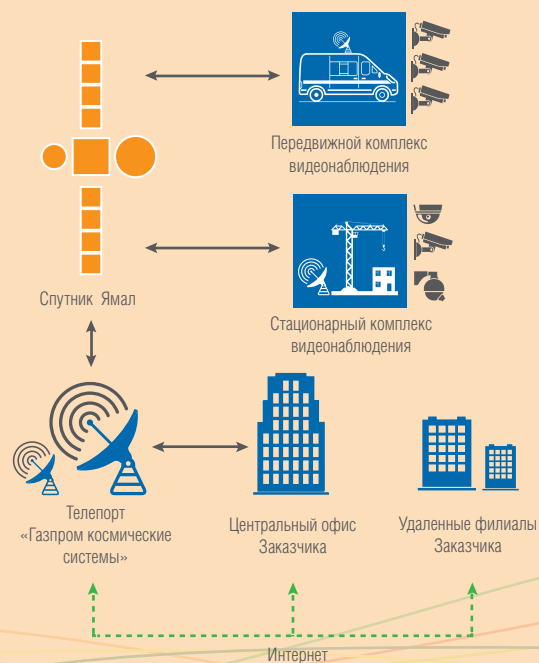 Передвижной комплекс
видеонаблюдения
Спутник Ямал
Стационарный комплекс
видеонаблюдения
Телепорт
«Газпром космические
системы»
Центральный офис
Заказчика
Удаленные филиалы
Заказчика
Интернет